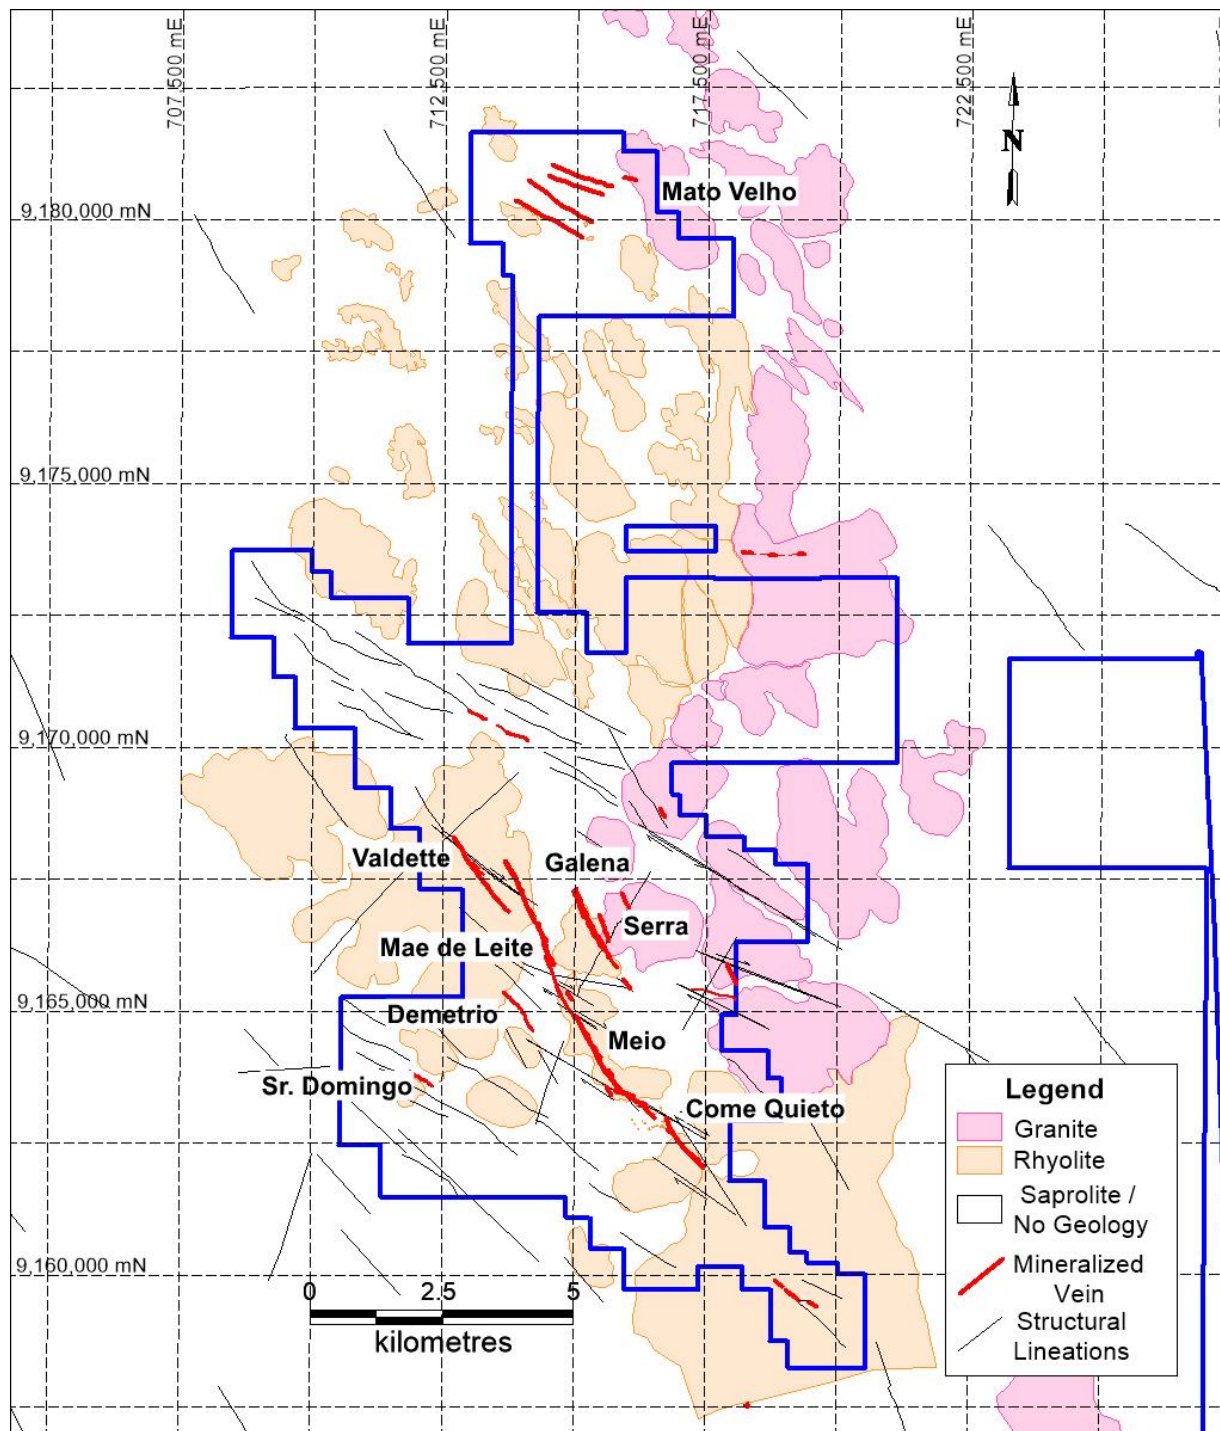 707,500 mE
712,500 mE
717,500 mE
722,500 mE
N
Mato Velho
9,180,000 mN
9,175,000 mN
9,170,000 mN
Valdette
Galena
Serra
Mae de Leite
9,165,000 mN
Demetrio
Meio
Sr. Domingo
Come Quieto
Legend
Granite
Rhyolite
Saprolite /
No Geology
Mineralized
Vein
Structural
Lineations
9,160,000 mN
0 2.5 5
kilometres